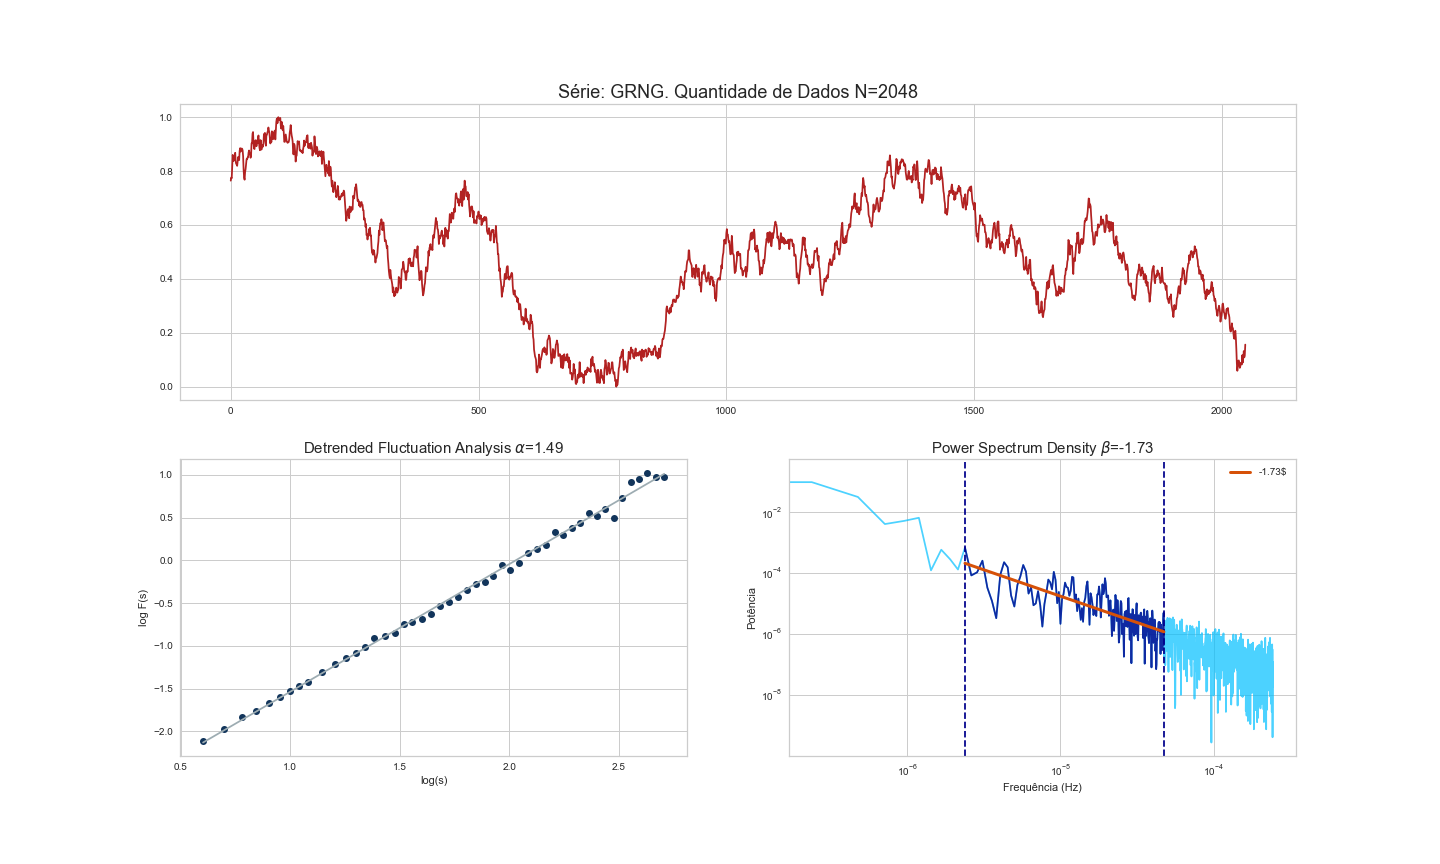 Série: GRNG. Quantidade de Dados N=2048
1.0
0.8
0.6
0.4
0.2
0.0
0 500 1000 1500 2000
Detrended Fluctuation Analysis α=1.49
1.0
0.5
0.0
−0.5
−1.0
−1.5
−2.0
log F(s)
0.5 1.0 1.5 2.0 2.5
log(s)
Power Spectrum Density β=-1.73
-1.73$
10⁻²
10⁻⁴
10⁻⁶
10⁻⁸
Potência
10⁻⁶ 10⁻⁵ 10⁻⁴
Frequência (Hz)